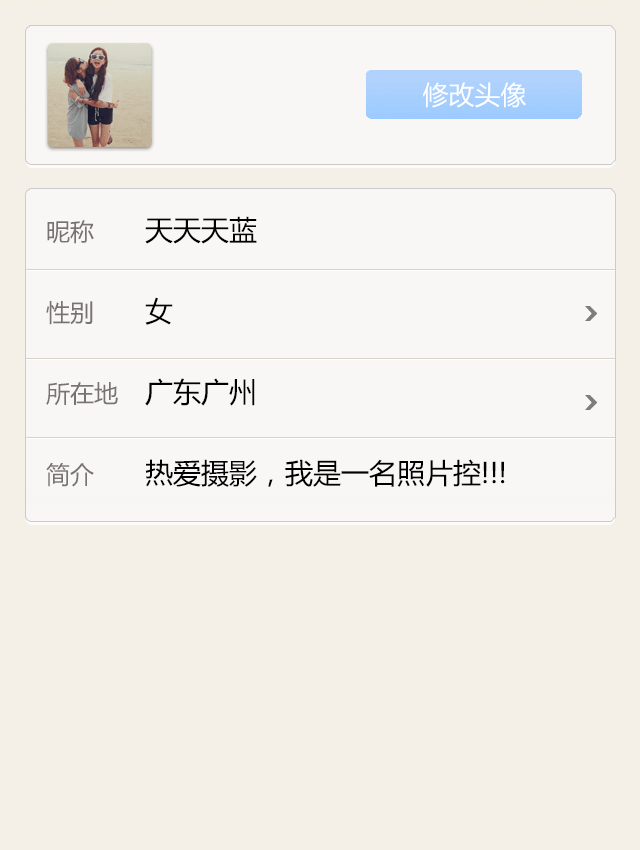 修改头像
昵称 天天天蓝
性别 女
所在地 广东广州
简介 热爱摄影，我是一名照片控!!!